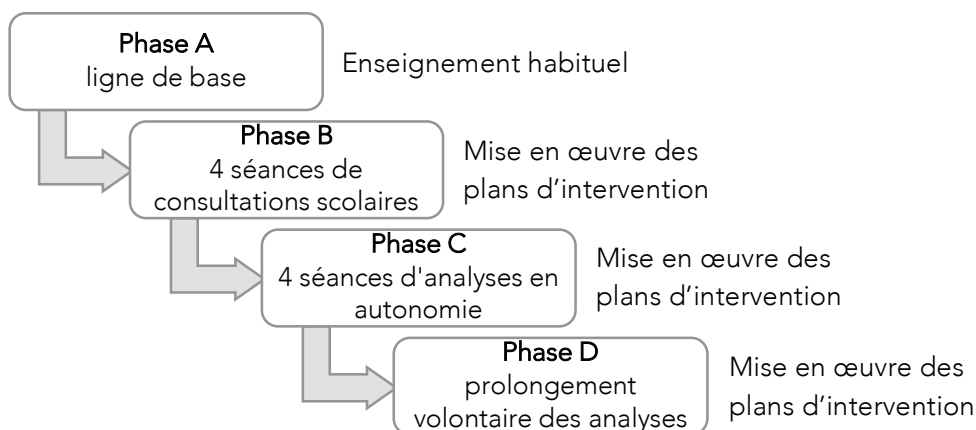 Phase A
ligne de base
Enseignement habituel
Phase B
4 séances de
consultations scolaires
Mise en œuvre des
plans d’intervention
Phase C
4 séances d'analyses en
autonomie
Mise en œuvre des
plans d’intervention
Phase D
prolongement
volontaire des analyses
Mise en œuvre des
plans d’intervention